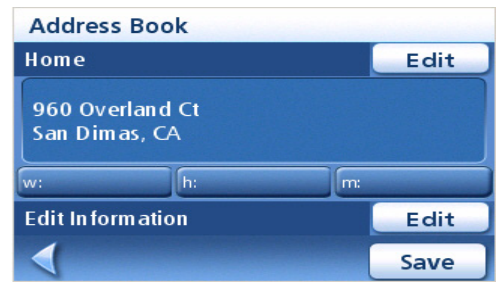 Address Book
Home Edit
960 Overland Ct
San Dimas, CA
w: h: m:
Edit Information Edit
Save